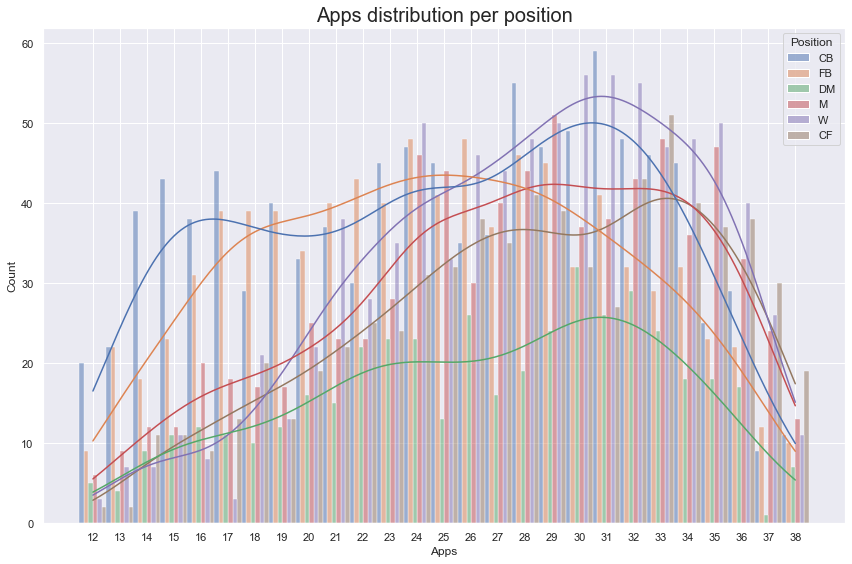 Apps distribution per position
Position
CB
FB
DM
M
W
CF
60
50
40
30
20
10
0
Count
12 13 14 15 16 17 18 19 20 21 22 23 24 25 26 27 28 29 30 31 32 33 34 35 36 37 38
Apps